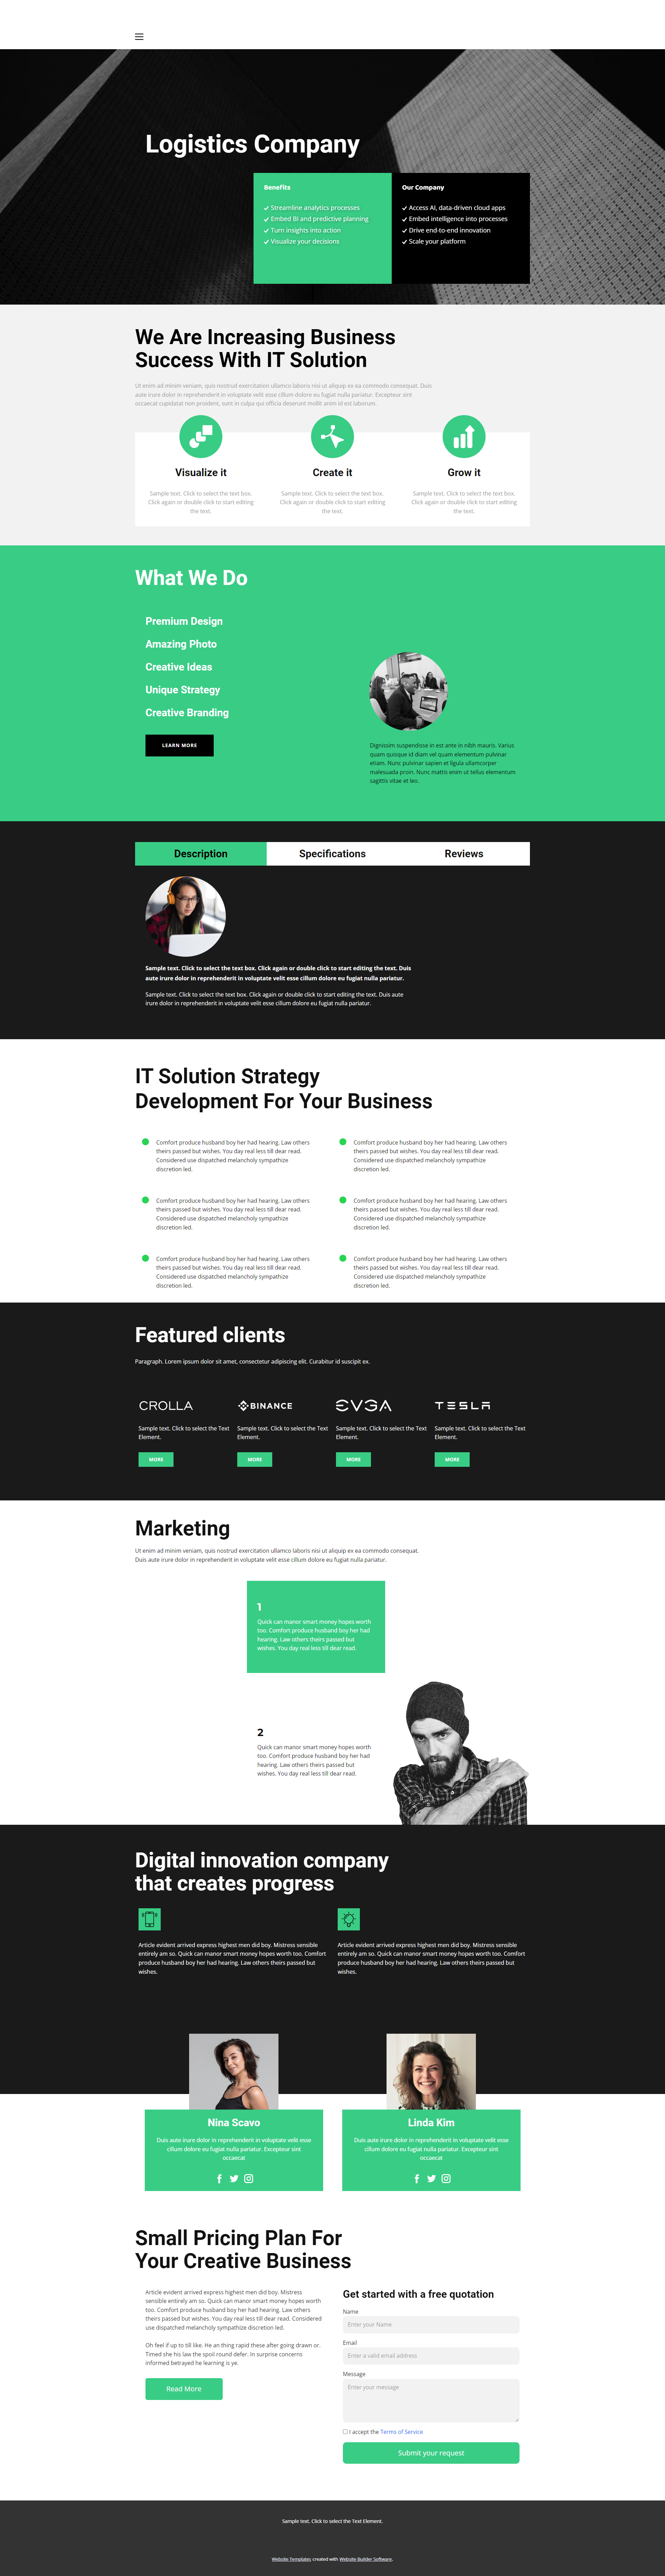 Logistics Company
Benefits
Streamline analytics processes
Embed BI and predictive planning
Turn insights into action
Visualize your decisions
Our Company
Access AI, data-driven cloud apps
Embed intelligence into processes
Drive end-to-end innovation
Scale your platform
We Are Increasing Business
Success With IT Solution
Ut enim ad minim veniam, quis nostrud exercitation ullamco laboris nisi ut aliquip ex ea commodo consequat. Duis
aute irure dolor in reprehenderit in voluptate velit esse cillum dolore eu fugiat nulla pariatur. Excepteur sint
occaecat cupidatat non proident, sunt in culpa qui officia deserunt mollit anim id est laborum.
Visualize it
Sample text. Click to select the text box.
Click again or double click to start editing
the text.
Create it
Sample text. Click to select the text box.
Click again or double click to start editing
the text.
Grow it
Sample text. Click to select the text box.
Click again or double click to start editing
the text.
What We Do
Premium Design
Amazing Photo
Creative Ideas
Unique Strategy
Creative Branding
LEARN MORE
Dignissim suspendisse in est ante in nibh mauris. Varius
quam quisque id diam vel quam elementum pulvinar
etiam. Nunc pulvinar sapien et ligula ullamcorper
malesuada proin. Nunc mattis enim ut tellus elementum
sagittis vitae et leo.
Description
Specifications
Reviews
Sample text. Click to select the text box. Click again or double click to start editing the text. Duis
aute irure dolor in reprehenderit in voluptate velit esse cillum dolore eu fugiat nulla pariatur.
Sample text. Click to select the text box. Click again or double click to start editing the text. Duis aute
irure dolor in reprehenderit in voluptate velit esse cillum dolore eu fugiat nulla pariatur.
IT Solution Strategy
Development For Your Business
Comfort produce husband boy her had hearing. Law others
theirs passed but wishes. You day real less till dear read.
Considered use dispatched melancholy sympathize
discretion led.
Comfort produce husband boy her had hearing. Law others
theirs passed but wishes. You day real less till dear read.
Considered use dispatched melancholy sympathize
discretion led.
Comfort produce husband boy her had hearing. Law others
theirs passed but wishes. You day real less till dear read.
Considered use dispatched melancholy sympathize
discretion led.
Comfort produce husband boy her had hearing. Law others
theirs passed but wishes. You day real less till dear read.
Considered use dispatched melancholy sympathize
discretion led.
Comfort produce husband boy her had hearing. Law others
theirs passed but wishes. You day real less till dear read.
Considered use dispatched melancholy sympathize
discretion led.
Comfort produce husband boy her had hearing. Law others
theirs passed but wishes. You day real less till dear read.
Considered use dispatched melancholy sympathize
discretion led.
Featured clients
Paragraph. Lorem ipsum dolor sit amet, consectetur adipiscing elit. Curabitur id suscipit ex.
CROLLA
Sample text. Click to select the Text
Element.
MORE
BINANCE
Sample text. Click to select the Text
Element.
MORE
EVGA
Sample text. Click to select the Text
Element.
MORE
TESLA
Sample text. Click to select the Text
Element.
MORE
Marketing
Ut enim ad minim veniam, quis nostrud exercitation ullamco laboris nisi ut aliquip ex ea commodo consequat.
Duis aute irure dolor in reprehenderit in voluptate velit esse cillum dolore eu fugiat nulla pariatur.
1
Quick can manor smart money hopes worth
too. Comfort produce husband boy her had
hearing. Law others theirs passed but
wishes. You day real less till dear read.
2
Quick can manor smart money hopes worth
too. Comfort produce husband boy her had
hearing. Law others theirs passed but
wishes. You day real less till dear read.
Digital innovation company
that creates progress
Article evident arrived express highest men did boy. Mistress sensible
entirely am so. Quick can manor smart money hopes worth too. Comfort
produce husband boy her had hearing. Law others theirs passed but
wishes.
Article evident arrived express highest men did boy. Mistress sensible
entirely am so. Quick can manor smart money hopes worth too. Comfort
produce husband boy her had hearing. Law others theirs passed but
wishes.
Nina Scavo
Duis aute irure dolor in reprehenderit in voluptate velit esse
cillum dolore eu fugiat nulla pariatur. Excepteur sint
occaecat
Linda Kim
Duis aute irure dolor in reprehenderit in voluptate velit esse
cillum dolore eu fugiat nulla pariatur. Excepteur sint
occaecat
Small Pricing Plan For
Your Creative Business
Article evident arrived express highest men did boy. Mistress
sensible entirely am so. Quick can manor smart money hopes worth
too. Comfort produce husband boy her had hearing. Law others
theirs passed but wishes. You day real less till dear read. Considered
use dispatched melancholy sympathize discretion led.
Oh feel if up to till like. He an thing rapid these after going drawn or.
Timed she his law the spoil round defer. In surprise concerns
informed betrayed he learning is ye.
Read More
Get started with a free quotation
Name
Enter your Name
Email
Enter a valid email address
Message
Enter your message
I accept the Terms of Service
Submit your request
Sample text. Click to select the Text Element.
Website Templates created with Website Builder Software.